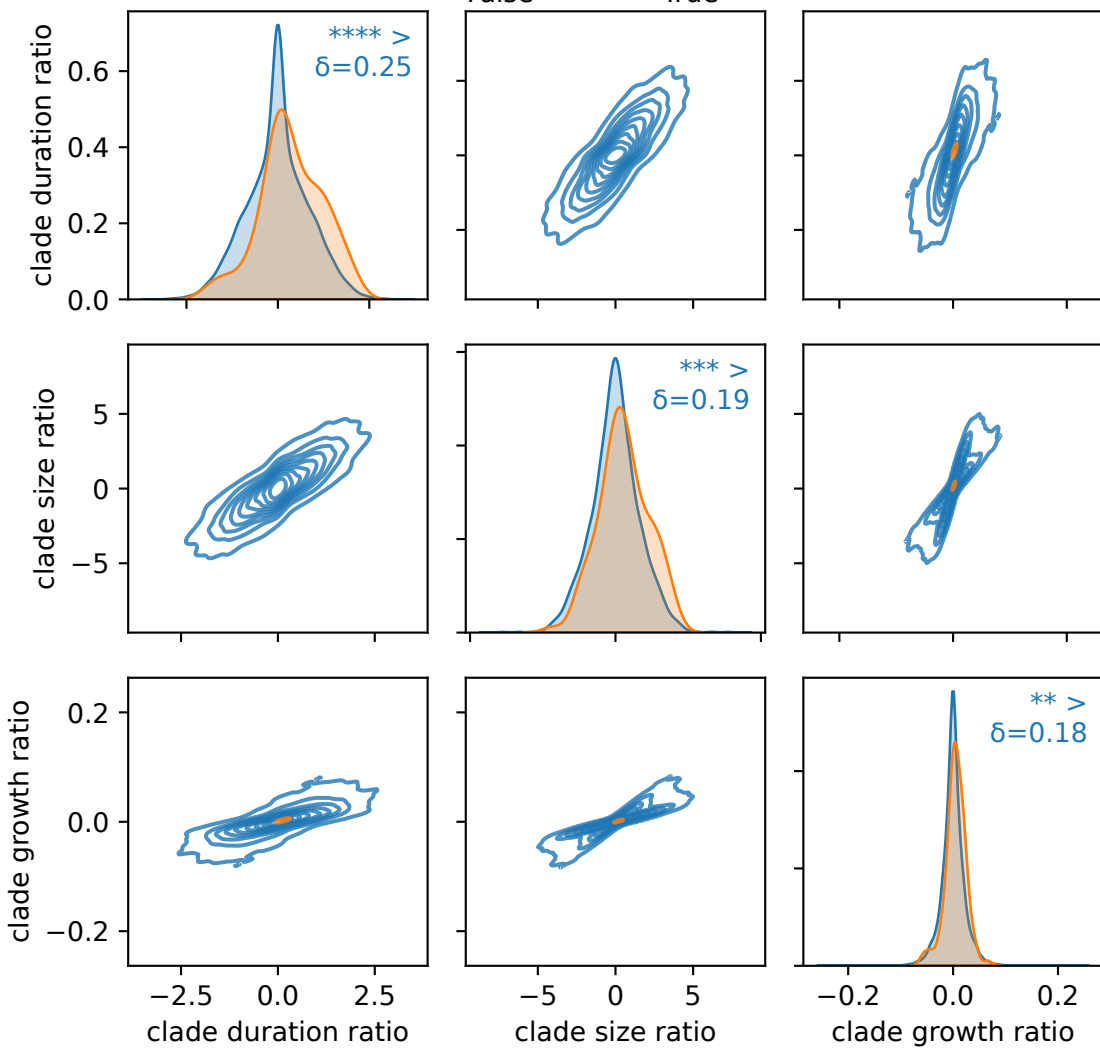 clade duration ratio
0.6
0.4
0.2
0.0
**** >
δ=0.25
clade size ratio
5
0
−5
*** >
δ=0.19
clade growth ratio
0.2
0.0
−0.2
** >
δ=0.18
−2.5 0.0 2.5
clade duration ratio
−5 0 5
clade size ratio
−0.2 0.0 0.2
clade growth ratio